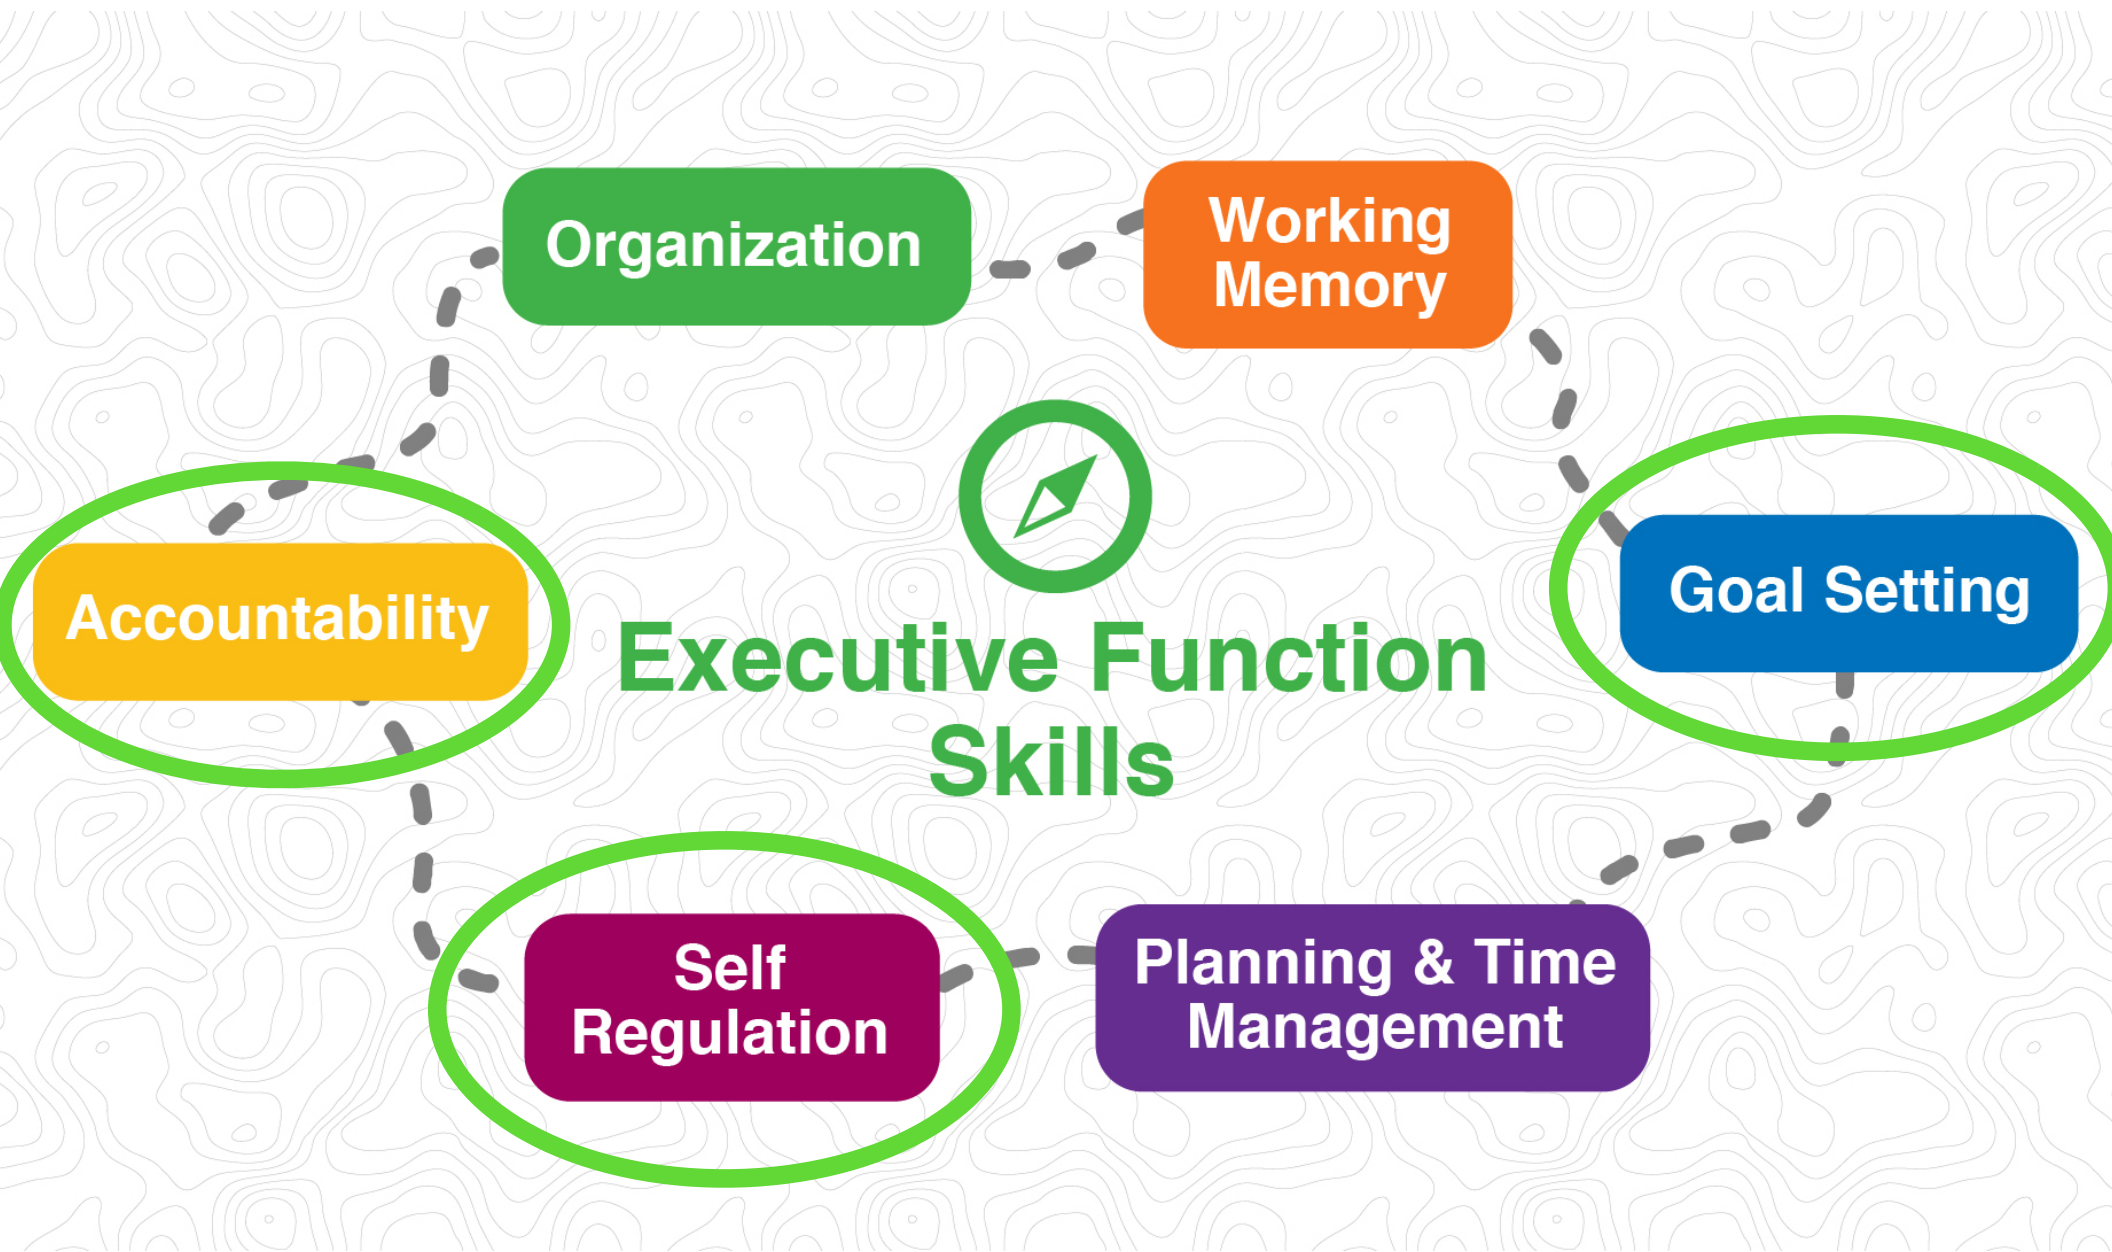 Organization
Working
Memory
Accountability
Executive Function
Skills
Goal Setting
Self
Regulation
Planning & Time
Management